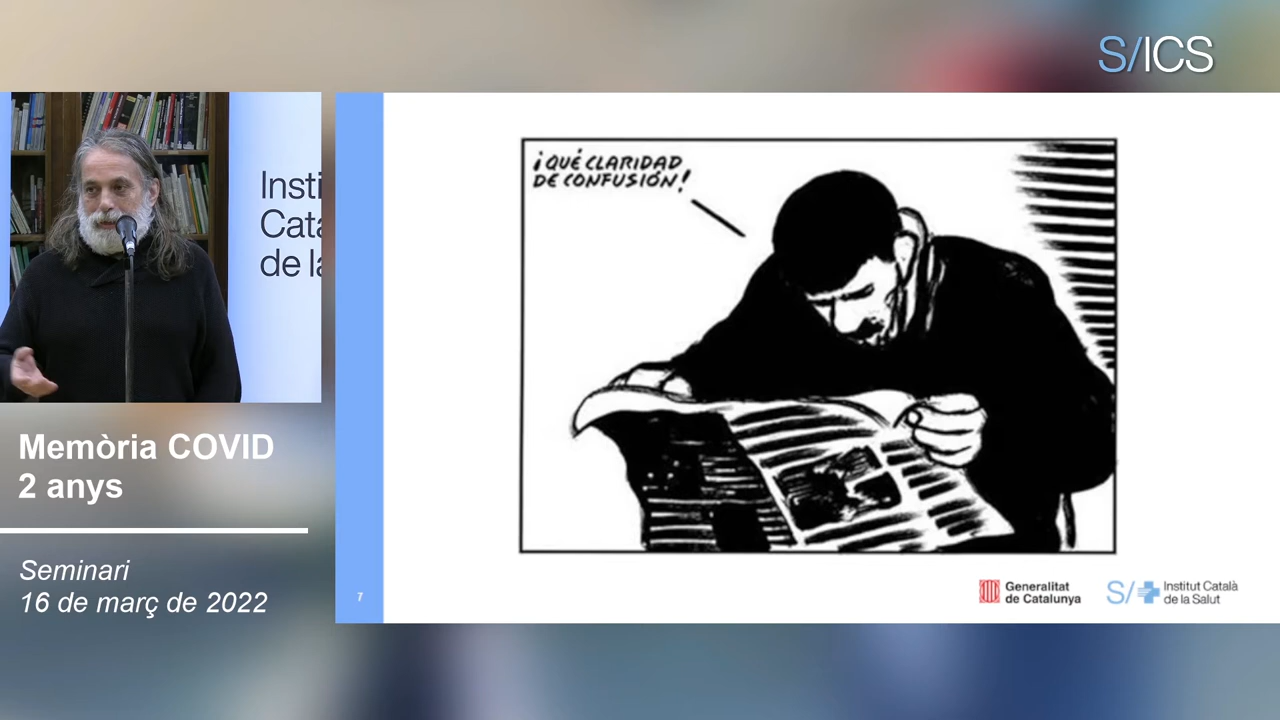 S/ICS
Insti
Cata
de la
Memòria COVID
2 anys
Seminari
16 de març de 2022
¡QUÉ CLARIDAD
DE CONFUSIÓN!
7
Generalitat
de Catalunya
S/
Institut Català
de la Salut